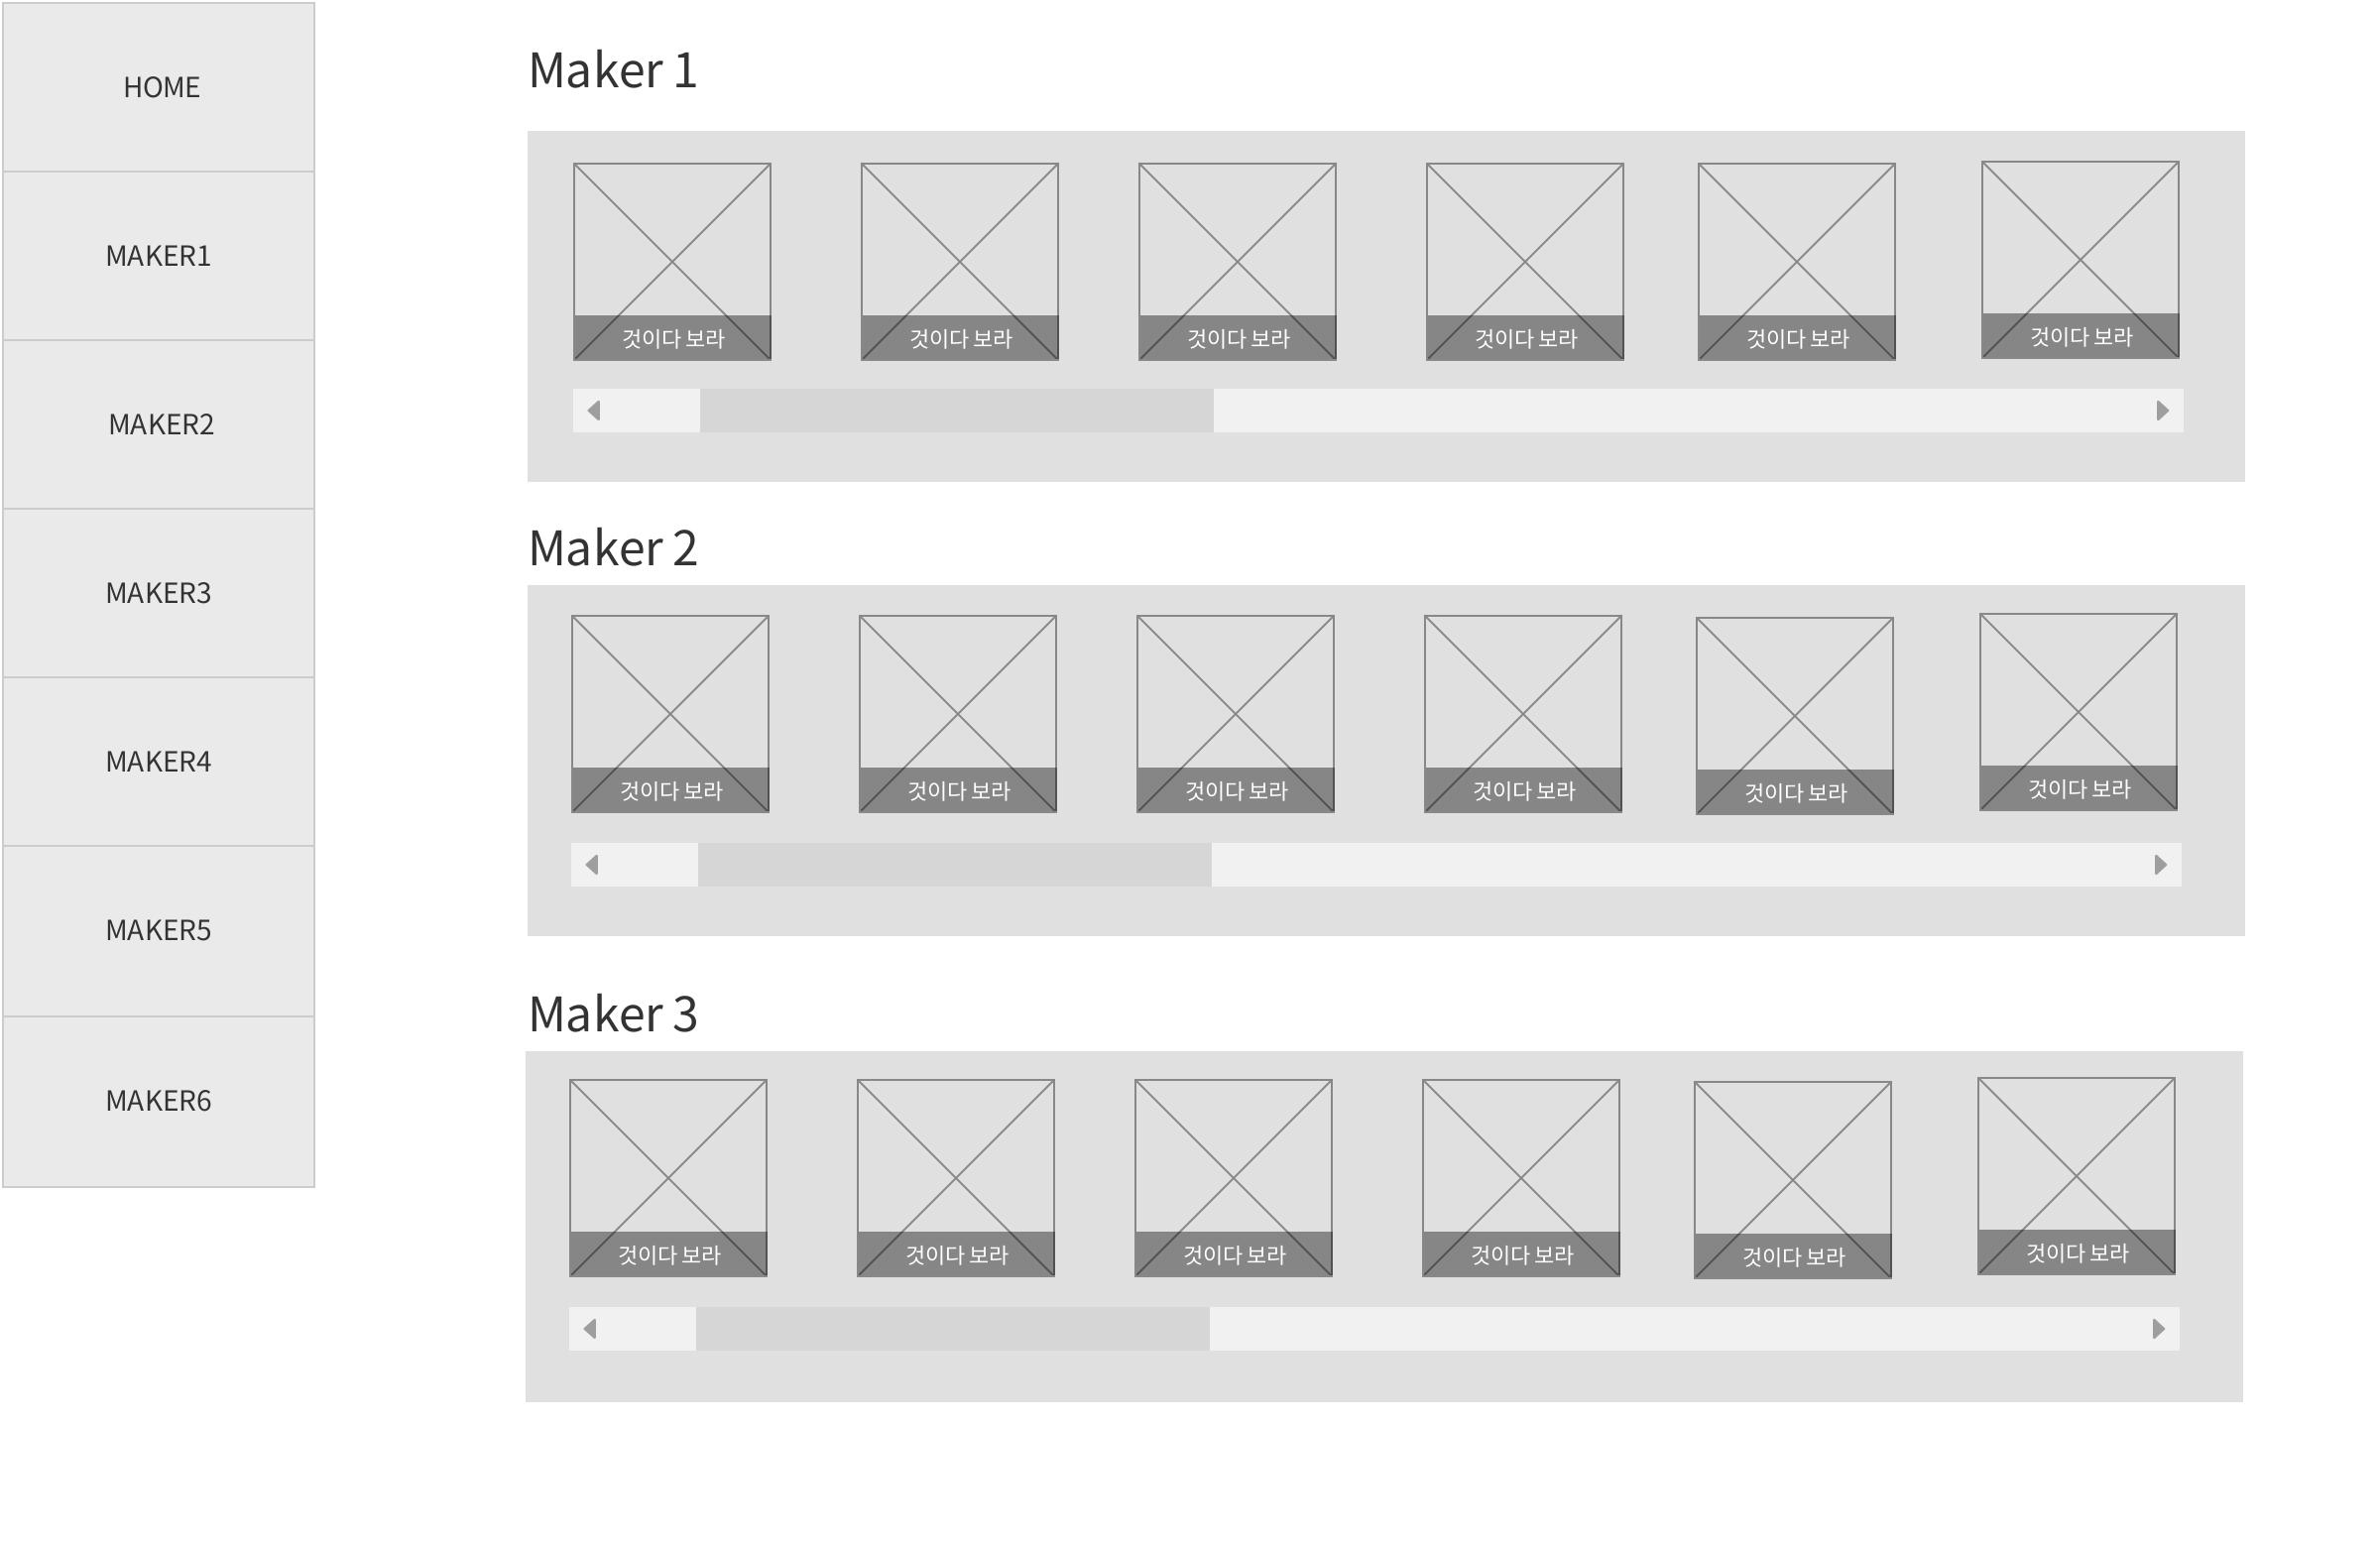 HOME
MAKER1
MAKER2
MAKER3
MAKER4
MAKER5
MAKER6
Maker 1
것이다 보라 것이다 보라 것이다 보라 것이다 보라 것이다 보라 것이다 보라
Maker 2
것이다 보라 것이다 보라 것이다 보라 것이다 보라 것이다 보라 것이다 보라
Maker 3
것이다 보라 것이다 보라 것이다 보라 것이다 보라 것이다 보라 것이다 보라